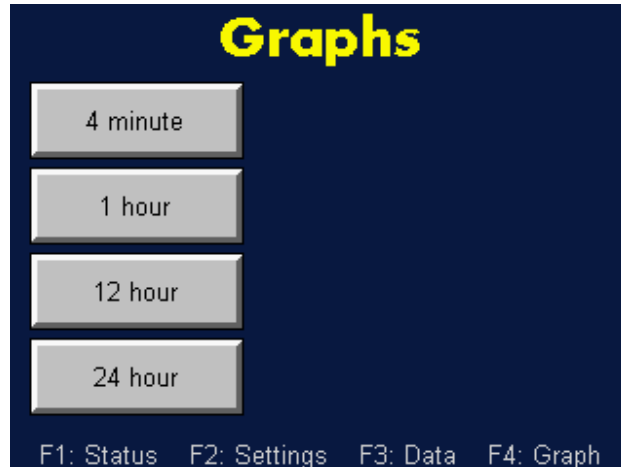 Graphs
4 minute
1 hour
12 hour
24 hour
F1: Status F2: Settings F3: Data F4: Graph